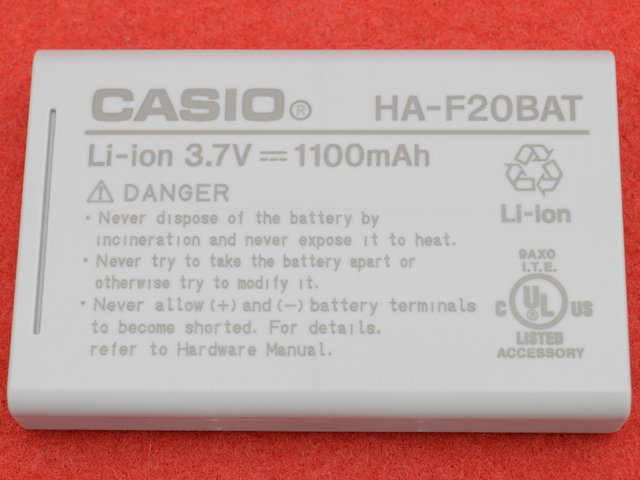 CASIO® HA-F20BAT
Li-ion 3.7V ⎓ 1100mAh
⚠ DANGER
• Never dispose of the battery by
incineration and never expose it to heat.
• Never try to take the battery apart or
otherwise try to modify it.
• Never allow (+) and (−) battery terminals
to become shorted. For details,
refer to Hardware Manual.
Li-ion
9AX0
I.T.E.
C UL® US
LISTED
ACCESSORY